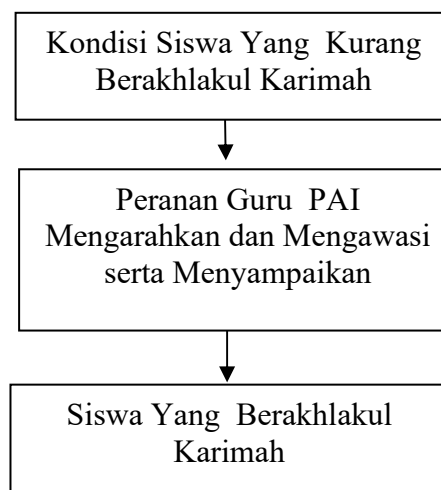 Kondisi Siswa Yang Kurang
Berakhlakul Karimah
Peranan Guru PAI
Mengarahkan dan Mengawasi
serta Menyampaikan
Siswa Yang Berakhlakul
Karimah